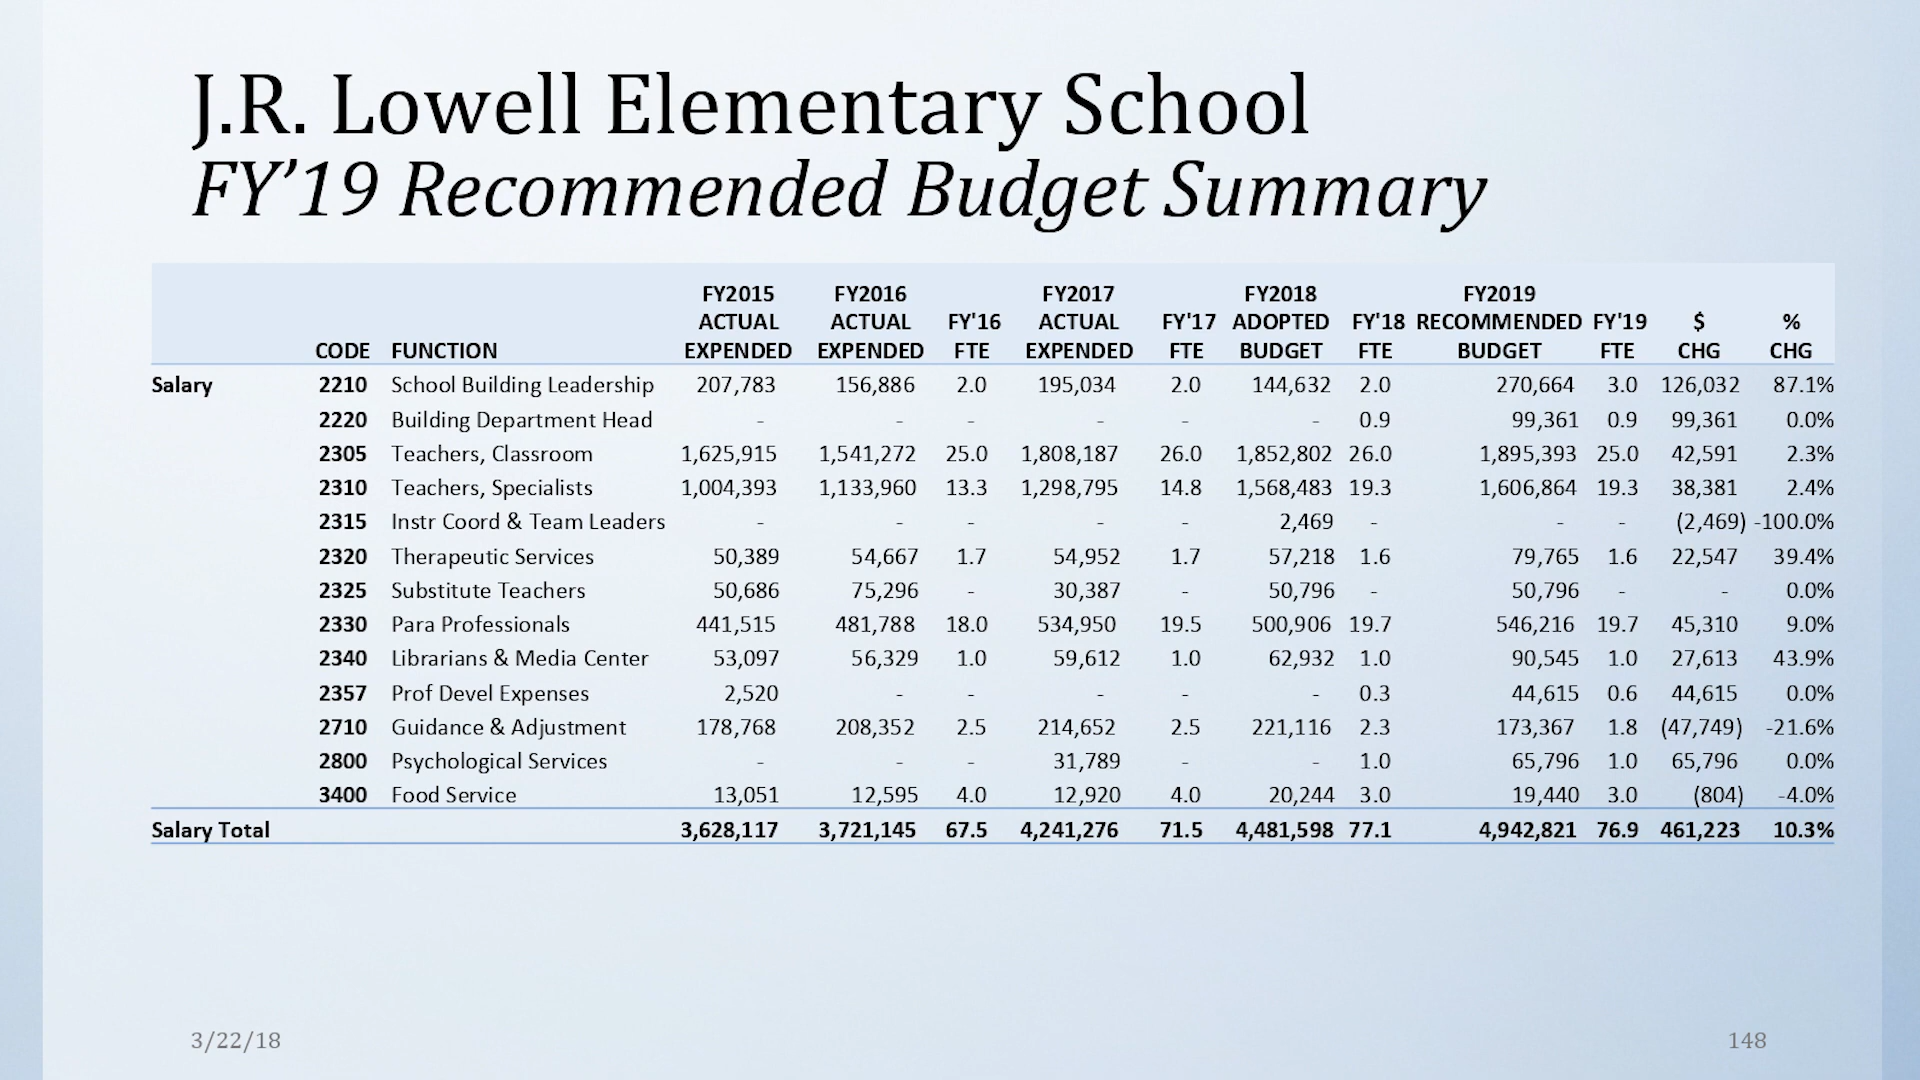 J.R. Lowell Elementary School
FY’19 Recommended Budget Summary
FY2015 FY2016 FY2017 FY2018 FY2019
ACTUAL ACTUAL FY'16 ACTUAL FY'17 ADOPTED FY'18 RECOMMENDED FY'19 $ %
CODE FUNCTION EXPENDED EXPENDED FTE EXPENDED FTE BUDGET FTE BUDGET FTE CHG CHG
Salary 2210 School Building Leadership 207,783 156,886 2.0 195,034 2.0 144,632 2.0 270,664 3.0 126,032 87.1%
2220 Building Department Head - - - - - - 0.9 99,361 0.9 99,361 0.0%
2305 Teachers, Classroom 1,625,915 1,541,272 25.0 1,808,187 26.0 1,852,802 26.0 1,895,393 25.0 42,591 2.3%
2310 Teachers, Specialists 1,004,393 1,133,960 13.3 1,298,795 14.8 1,568,483 19.3 1,606,864 19.3 38,381 2.4%
2315 Instr Coord & Team Leaders - - - - - 2,469 - - - (2,469) -100.0%
2320 Therapeutic Services 50,389 54,667 1.7 54,952 1.7 57,218 1.6 79,765 1.6 22,547 39.4%
2325 Substitute Teachers 50,686 75,296 - 30,387 - 50,796 - 50,796 - - 0.0%
2330 Para Professionals 441,515 481,788 18.0 534,950 19.5 500,906 19.7 546,216 19.7 45,310 9.0%
2340 Librarians & Media Center 53,097 56,329 1.0 59,612 1.0 62,932 1.0 90,545 1.0 27,613 43.9%
2357 Prof Devel Expenses 2,520 - - - - - 0.3 44,615 0.6 44,615 0.0%
2710 Guidance & Adjustment 178,768 208,352 2.5 214,652 2.5 221,116 2.3 173,367 1.8 (47,749) -21.6%
2800 Psychological Services - - - 31,789 - - 1.0 65,796 1.0 65,796 0.0%
3400 Food Service 13,051 12,595 4.0 12,920 4.0 20,244 3.0 19,440 3.0 (804) -4.0%
Salary Total 3,628,117 3,721,145 67.5 4,241,276 71.5 4,481,598 77.1 4,942,821 76.9 461,223 10.3%
3/22/18 148